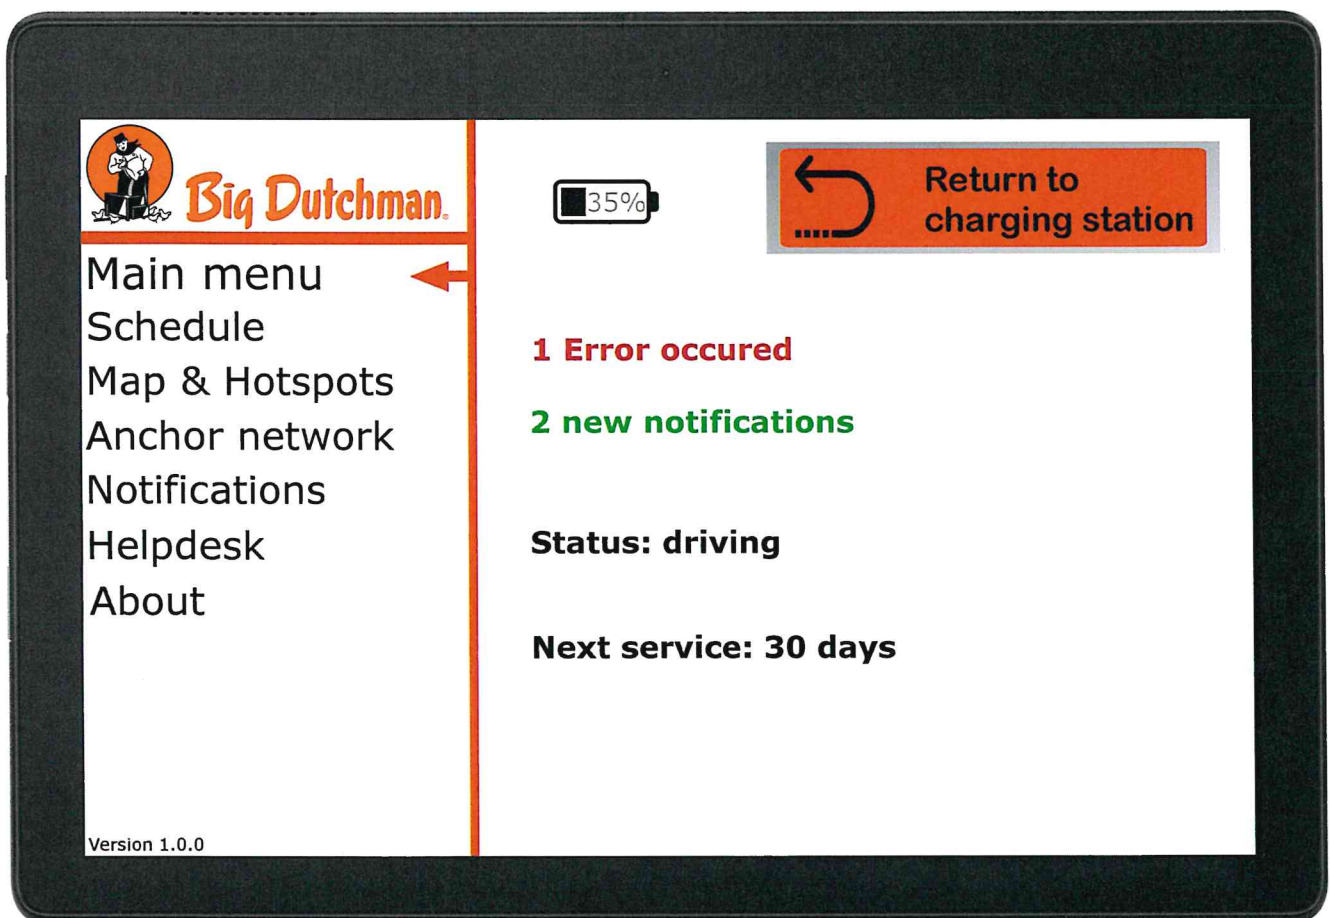 Big Dutchman.
Main menu
Schedule
Map & Hotspots
Anchor network
Notifications
Helpdesk
About
Version 1.0.0
35%
Return to
charging station
1 Error occured
2 new notifications
Status: driving
Next service: 30 days